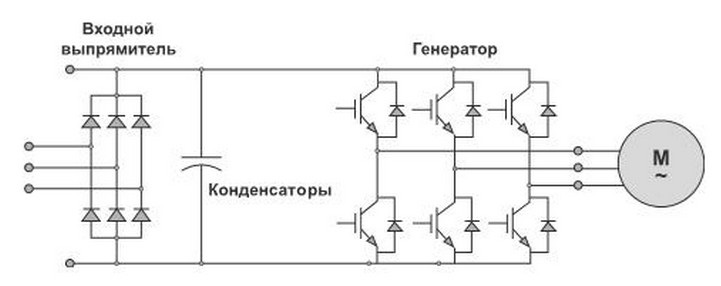 Входной
выпрямитель
Генератор
Конденсаторы
M
~